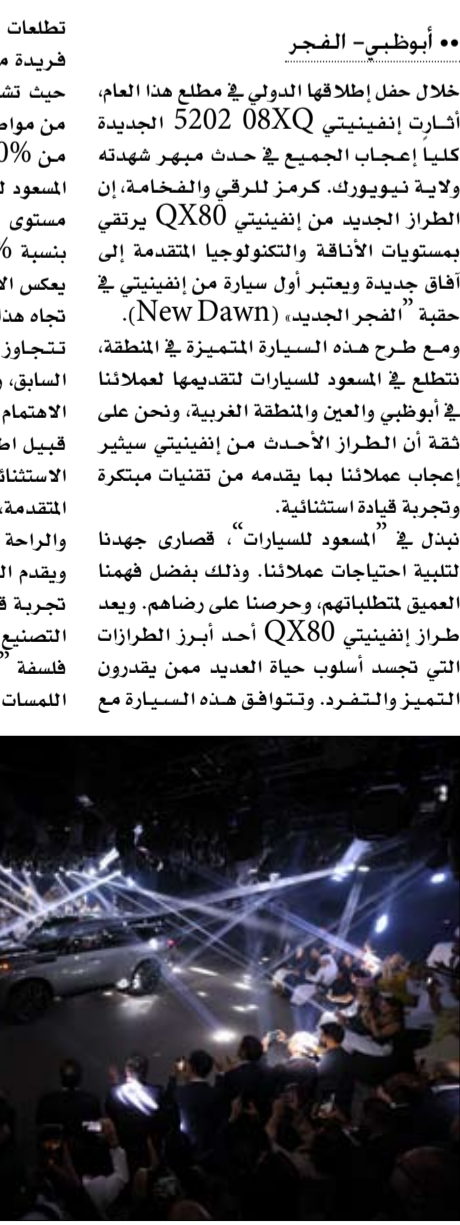 •• أبوظبي- الفجر
خلال حفل إطلاقها الدولي في مطلع هذا العام،
أثارت إنفينيتي 5202 08XQ الجديدة
كلياً إعجاب الجميع في حدث مبهر شهدته
ولاية نيويورك. كرمز للرقي والفخامة، إن
الطراز الجديد من إنفينيتي QX80 يرتقي
بمستويات الأناقة والتكنولوجيا المتقدمة إلى
آفاق جديدة ويعتبر أول سيارة من إنفينيتي في
حقبة ”الفجر الجديد» (New Dawn).
ومع طرح هذه السيارة المتميزة في المنطقة،
نتطلع في المسعود للسيارات لتقديمها لعملائنا
في أبوظبي والعين والمنطقة الغربية، ونحن على
ثقة أن الطراز الأحدث من إنفينيتي سيثير
إعجاب عملائنا بما يقدمه من تقنيات مبتكرة
وتجربة قيادة استثنائية.
نبذل في ”المسعود للسيارات“، قصارى جهدنا
لتلبية احتياجات عملائنا. وذلك بفضل فهمنا
العميق لمتطلباتهم، وحرصنا على رضاهم. ويعد
طراز إنفينيتي QX80 أحد أبرز الطرازات
التي تجسد أسلوب حياة العديد ممن يقدرون
التميز والتفرد. وتتوافق هذه السيارة مع
تطلعات
فريدة
حيث
من
من %0
المسعود
مستوى
بنسبة %
يعكس
تجاه هذا
تتجاوز
السابق،
الاهتمام
قبيل
المتقدمة،
والراحة
ويقدم
تجربة
التصنيع
فلسفة ”
اللمسات